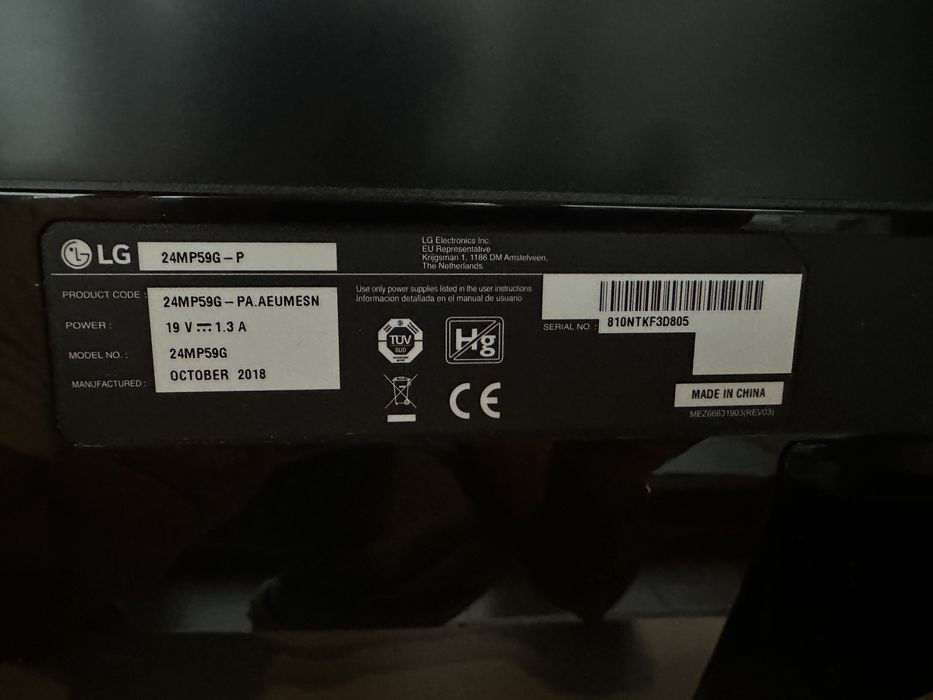 LG 24MP59G-P
LG Electronics Inc.
EU Representative
Krijgsman 1, 1186 DM Amstelveen,
The Netherlands
PRODUCT CODE : 24MP59G-PA.AEUMESN
POWER : 19 V 1.3 A
MODEL NO. : 24MP59G
MANUFACTURED : OCTOBER 2018
Use only power supplies listed in the user instructions
Información detallada en el manual de usuario
TÜV
SÜD
Hg
CE
SERIAL NO. : 810NTKF3D805
MADE IN CHINA
MEZ66631903(REV03)